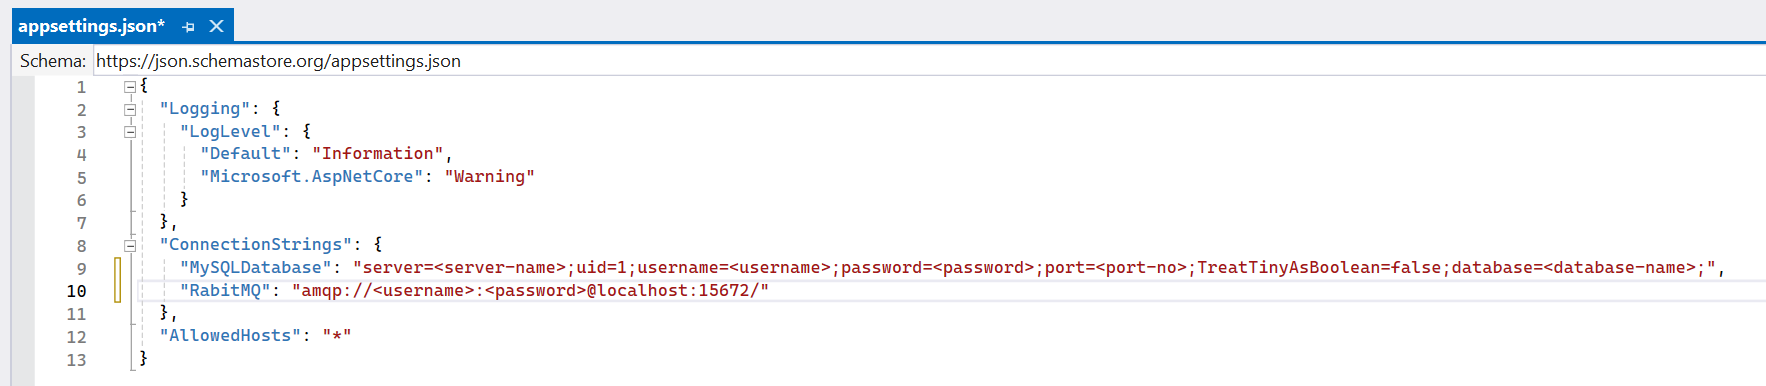 appsettings.json*
Schema: https://json.schemastore.org/appsettings.json
1 {
2 "Logging": {
3 "LogLevel": {
4 "Default": "Information",
5 "Microsoft.AspNetCore": "Warning"
6 }
7 },
8 "ConnectionStrings": {
9 "MySQLDatabase": "server=<server-name>;uid=1;username=<username>;password=<password>;port=<port-no>;TreatTinyAsBoolean=false;database=<database-name>;",
10 "RabitMQ": "amqp://<username>:<password>@localhost:15672/"
11 },
12 "AllowedHosts": "*"
13 }